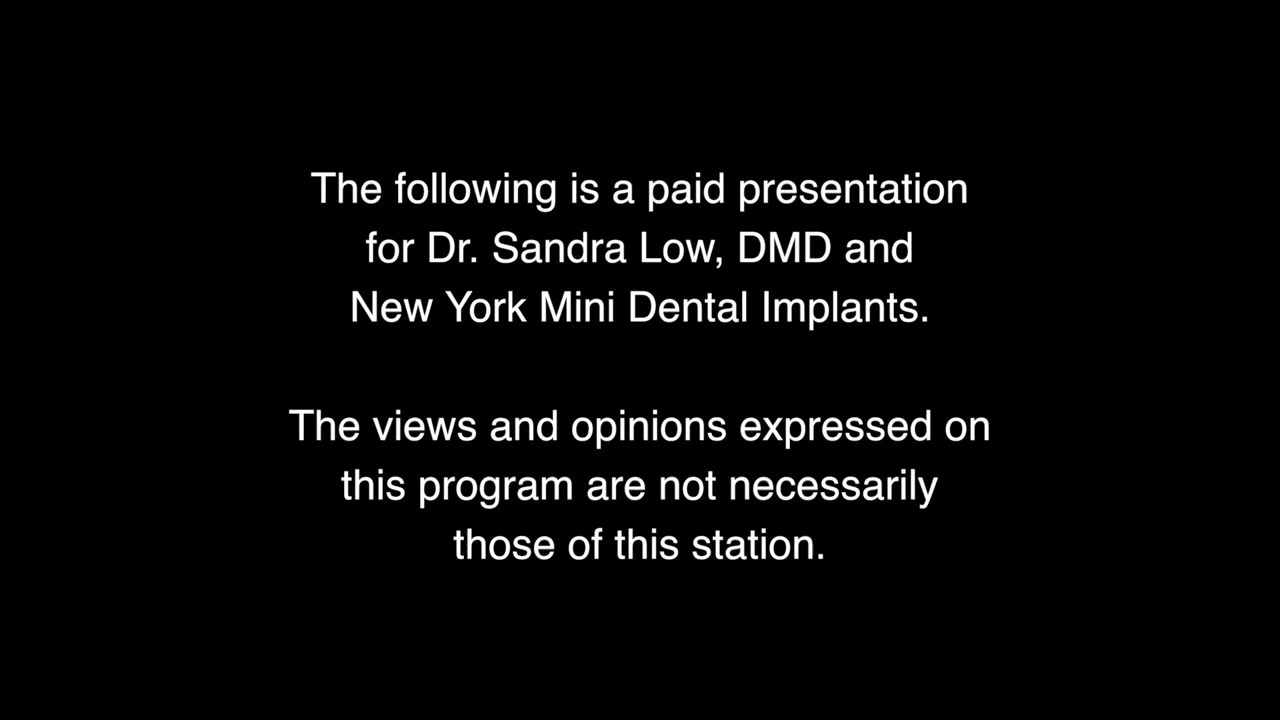 The following is a paid presentation
for Dr. Sandra Low, DMD and
New York Mini Dental Implants.
The views and opinions expressed on
this program are not necessarily
those of this station.